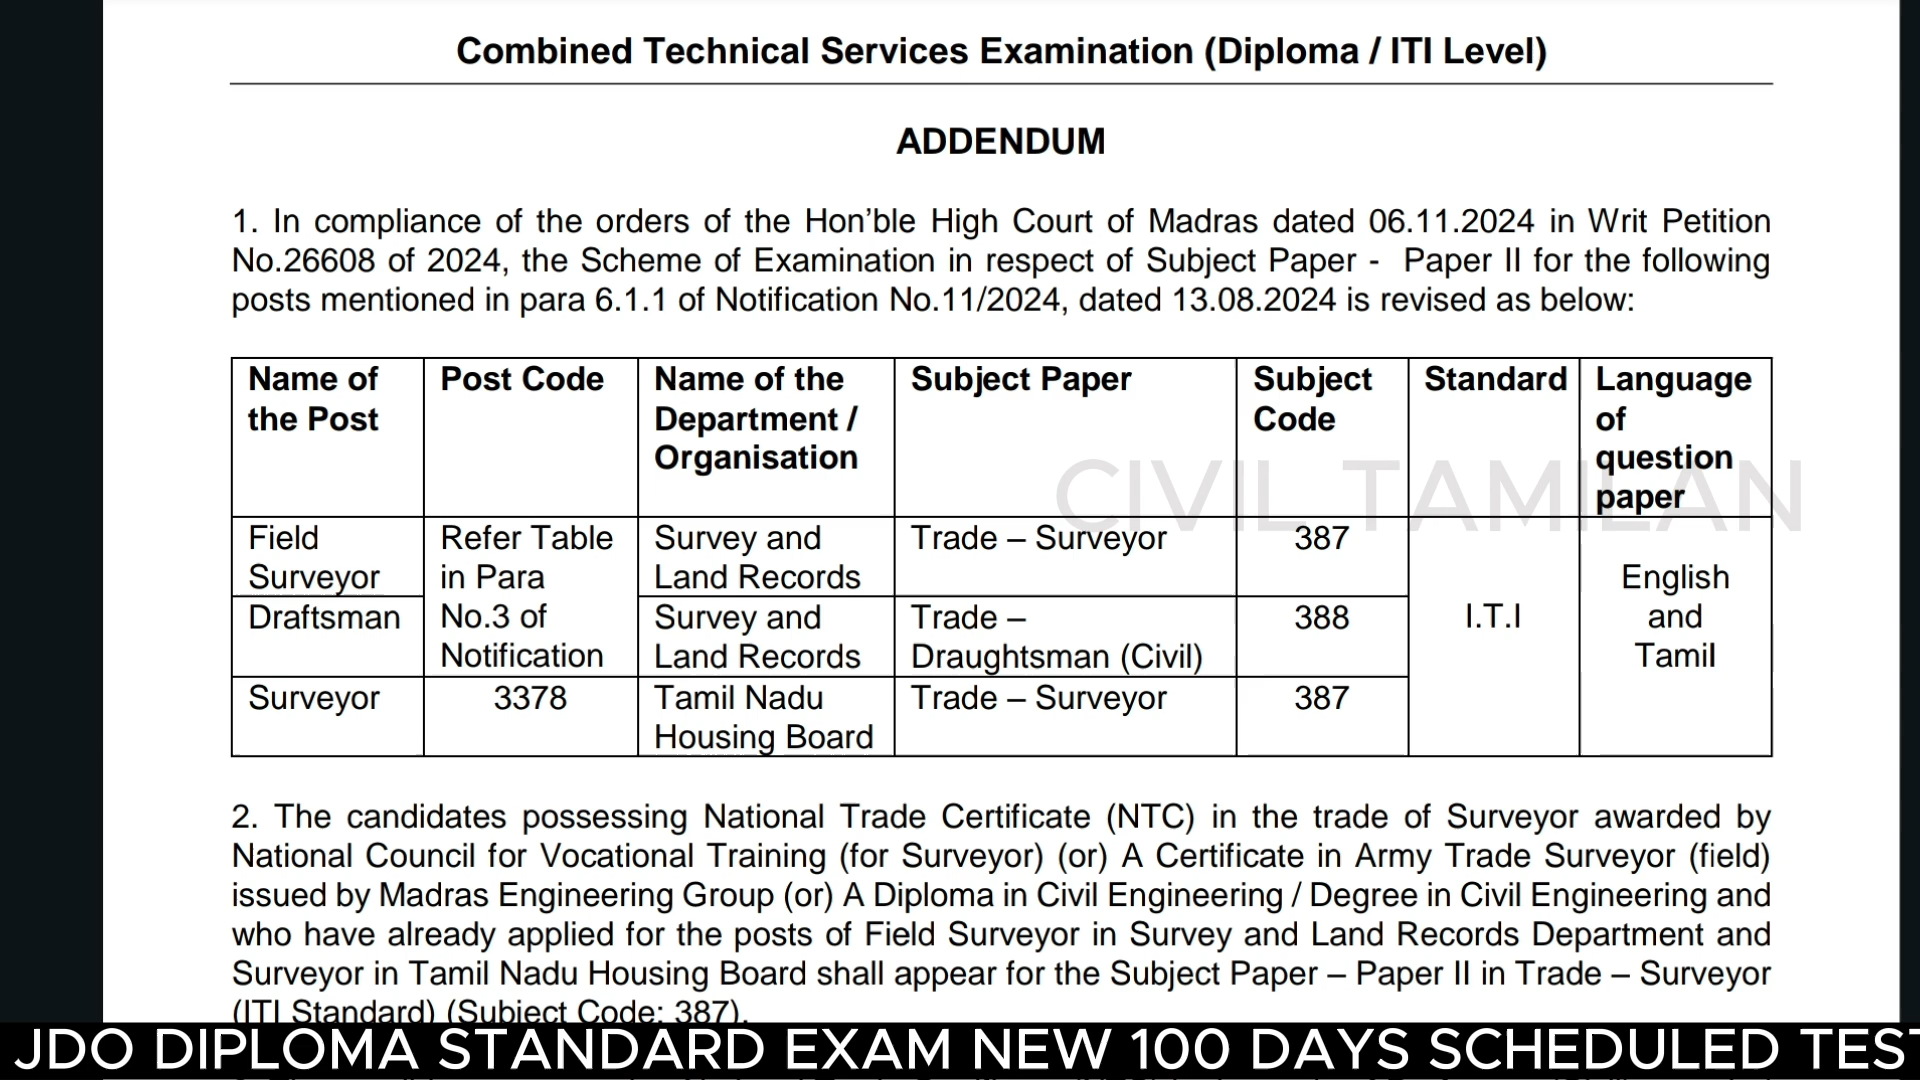 Combined Technical Services Examination (Diploma / ITI Level)
ADDENDUM
1. In compliance of the orders of the Hon’ble High Court of Madras dated 06.11.2024 in Writ Petition
No.26608 of 2024, the Scheme of Examination in respect of Subject Paper - Paper II for the following
posts mentioned in para 6.1.1 of Notification No.11/2024, dated 13.08.2024 is revised as below:
Name of the Post
Post Code
Name of the Department / Organisation
Subject Paper
Subject Code
Standard
Language of question paper
CIVIL TAMILAN
Field Surveyor
Refer Table in Para No.3 of Notification
Survey and Land Records
Trade – Surveyor
387
I.T.I
English and Tamil
Draftsman
Survey and Land Records
Trade – Draughtsman (Civil)
388
Surveyor
3378
Tamil Nadu Housing Board
Trade – Surveyor
387
2. The candidates possessing National Trade Certificate (NTC) in the trade of Surveyor awarded by
National Council for Vocational Training (for Surveyor) (or) A Certificate in Army Trade Surveyor (field)
issued by Madras Engineering Group (or) A Diploma in Civil Engineering / Degree in Civil Engineering and
who have already applied for the posts of Field Surveyor in Survey and Land Records Department and
Surveyor in Tamil Nadu Housing Board shall appear for the Subject Paper – Paper II in Trade – Surveyor
(ITI Standard) (Subject Code: 387).
JDO DIPLOMA STANDARD EXAM NEW 100 DAYS SCHEDULED TEST